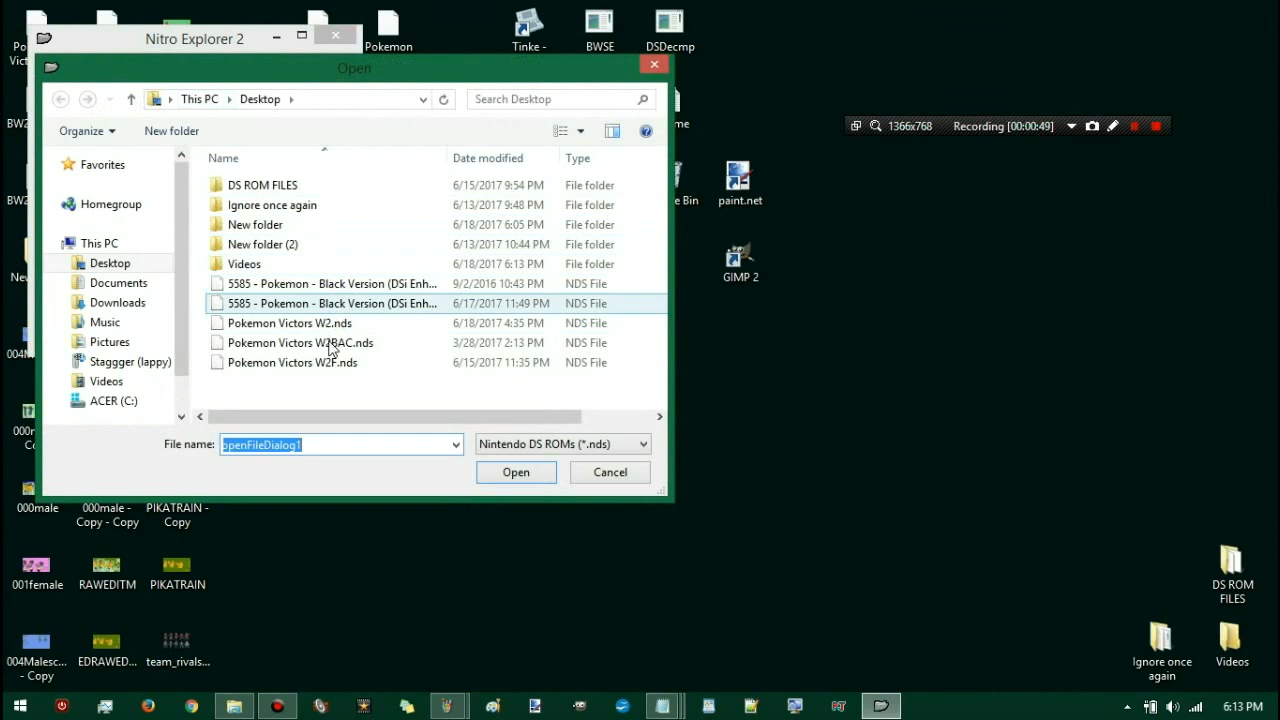 Nitro Explorer 2
Pokemon
Tinke -
BWSE
DSDecmp
Open
This PC
Desktop
Search Desktop
1366x768
Recording [00:00:49]
Organize
New folder
Name
Date modified
Type
Favorites
Homegroup
This PC
Desktop
Documents
Downloads
Music
Pictures
Staggger (lappy)
Videos
ACER (C:)
DS ROM FILES 6/15/2017 9:54 PM File folder
Ignore once again 6/13/2017 9:48 PM File folder
New folder 6/18/2017 6:05 PM File folder
New folder (2) 6/13/2017 10:44 PM File folder
Videos 6/18/2017 6:13 PM File folder
5585 - Pokemon - Black Version (DSi Enh... 9/2/2016 10:43 PM NDS File
5585 - Pokemon - Black Version (DSi Enh... 6/17/2017 11:49 PM NDS File
Pokemon Victors W2.nds 6/18/2017 4:35 PM NDS File
Pokemon Victors W2BAC.nds 3/28/2017 2:13 PM NDS File
Pokemon Victors W2F.nds 6/15/2017 11:35 PM NDS File
File name:
openFileDialog1
Nintendo DS ROMs (*.nds)
Open
Cancel
paint.net
GIMP 2
000male
000male
- Copy - Copy
PIKATRAIN -
Copy
001female
RAWEDITM
PIKATRAIN
004Malesc...
- Copy
EDRAWED...
team_rivals...
DS ROM
FILES
Ignore once
again
Videos
6:13 PM